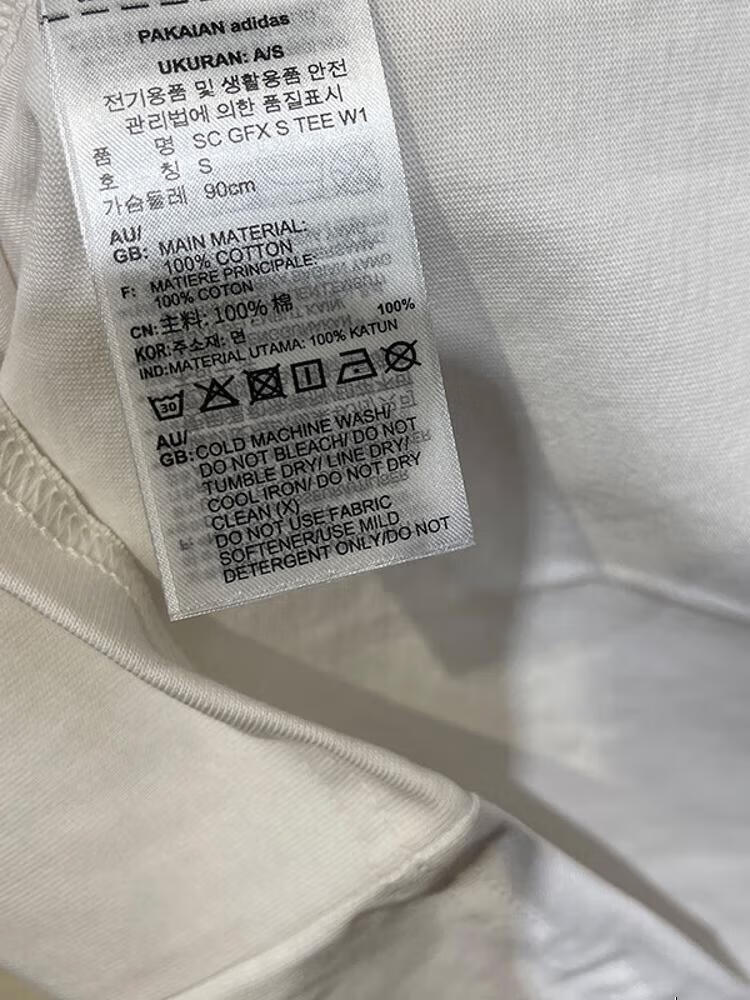 PAKAIAN adidas
UKURAN: A/S
전기용품 및 생활용품 안전
관리법에 의한 품질표시
품 명 SC GFX S TEE W1
호 칭 S
가슴둘레 90cm
AU/
GB: MAIN MATERIAL:
100% COTTON
F: MATIERE PRINCIPALE:
100% COTON
CN: 主料: 100% 棉
KOR: 주소재: 면 100%
IND: MATERIAL UTAMA: 100% KATUN
30
AU/
GB: COLD MACHINE WASH/
DO NOT BLEACH/ DO NOT
TUMBLE DRY/ LINE DRY/
COOL IRON/ DO NOT DRY
CLEAN (X)
DO NOT USE FABRIC
SOFTENER/USE MILD
DETERGENT ONLY/DO NOT